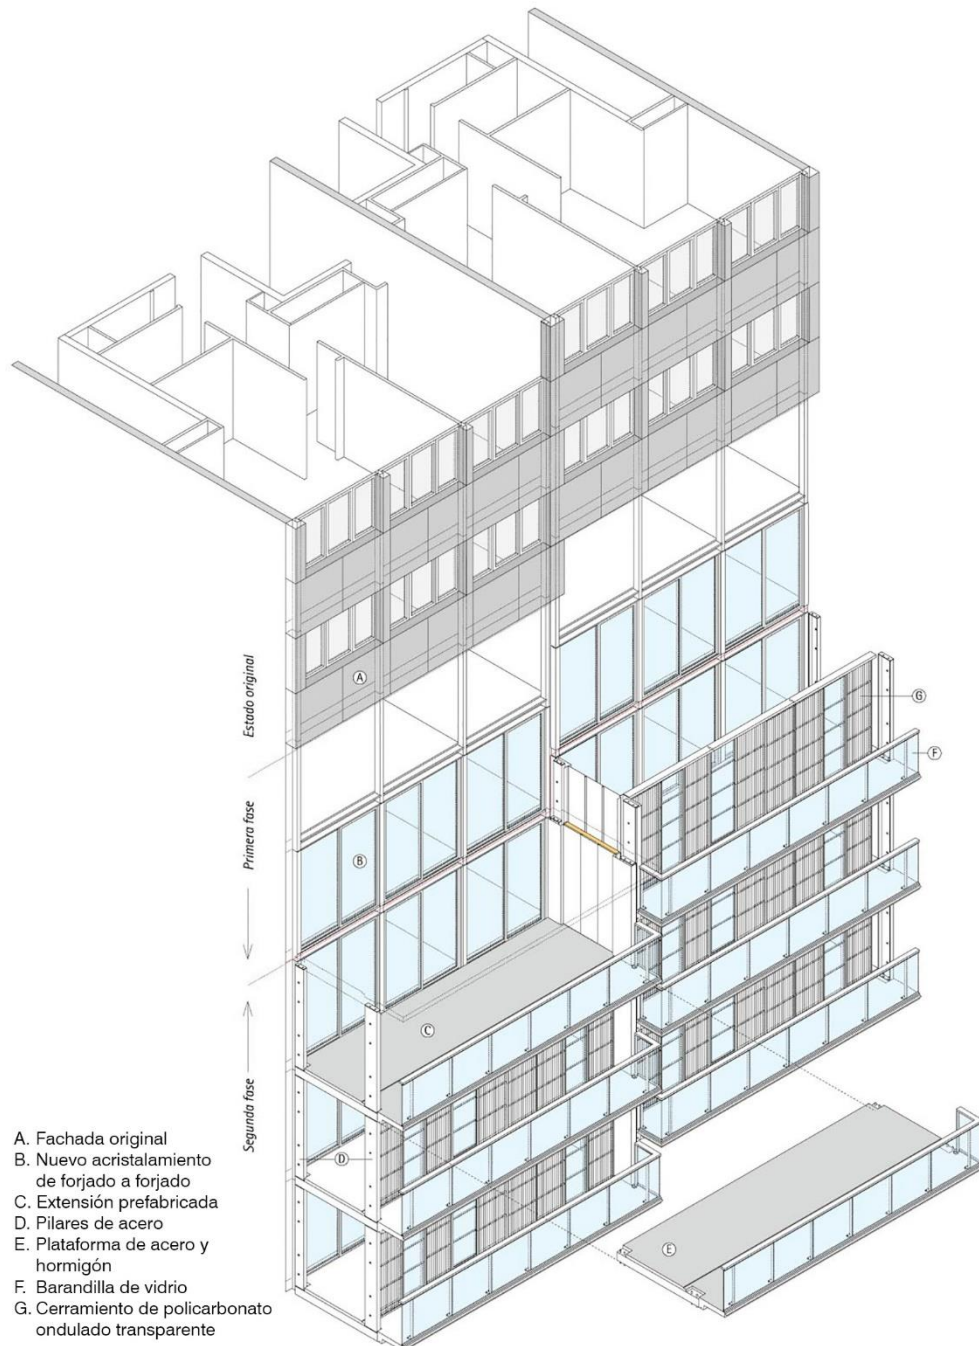 Estado original
A
G
F
Primera fase
B
C
Segunda fase
D
E
A. Fachada original
B. Nuevo acristalamiento
de forjado a forjado
C. Extensión prefabricada
D. Pilares de acero
E. Plataforma de acero y
hormigón
F. Barandilla de vidrio
G. Cerramiento de policarbonato
ondulado transparente